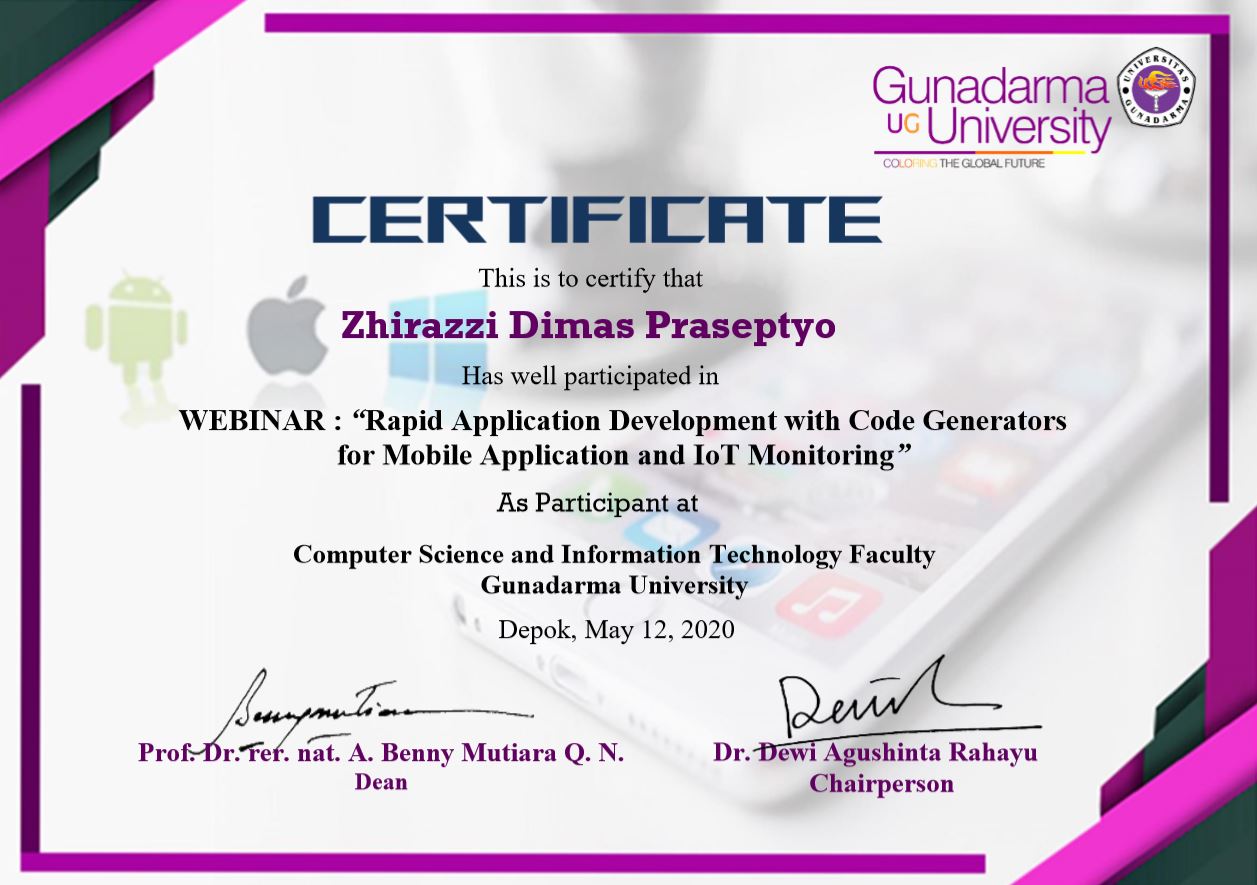 Gunadarma
UG University
COLORING THE GLOBAL FUTURE
UNIVERSITAS
GUNADARMA
CERTIFICATE
This is to certify that
Zhirazzi Dimas Praseptyo
Has well participated in
WEBINAR : “Rapid Application Development with Code Generators
for Mobile Application and IoT Monitoring”
As Participant at
Computer Science and Information Technology Faculty
Gunadarma University
Depok, May 12, 2020
Prof. Dr. rer. nat. A. Benny Mutiara Q. N.
Dean
Dr. Dewi Agushinta Rahayu
Chairperson